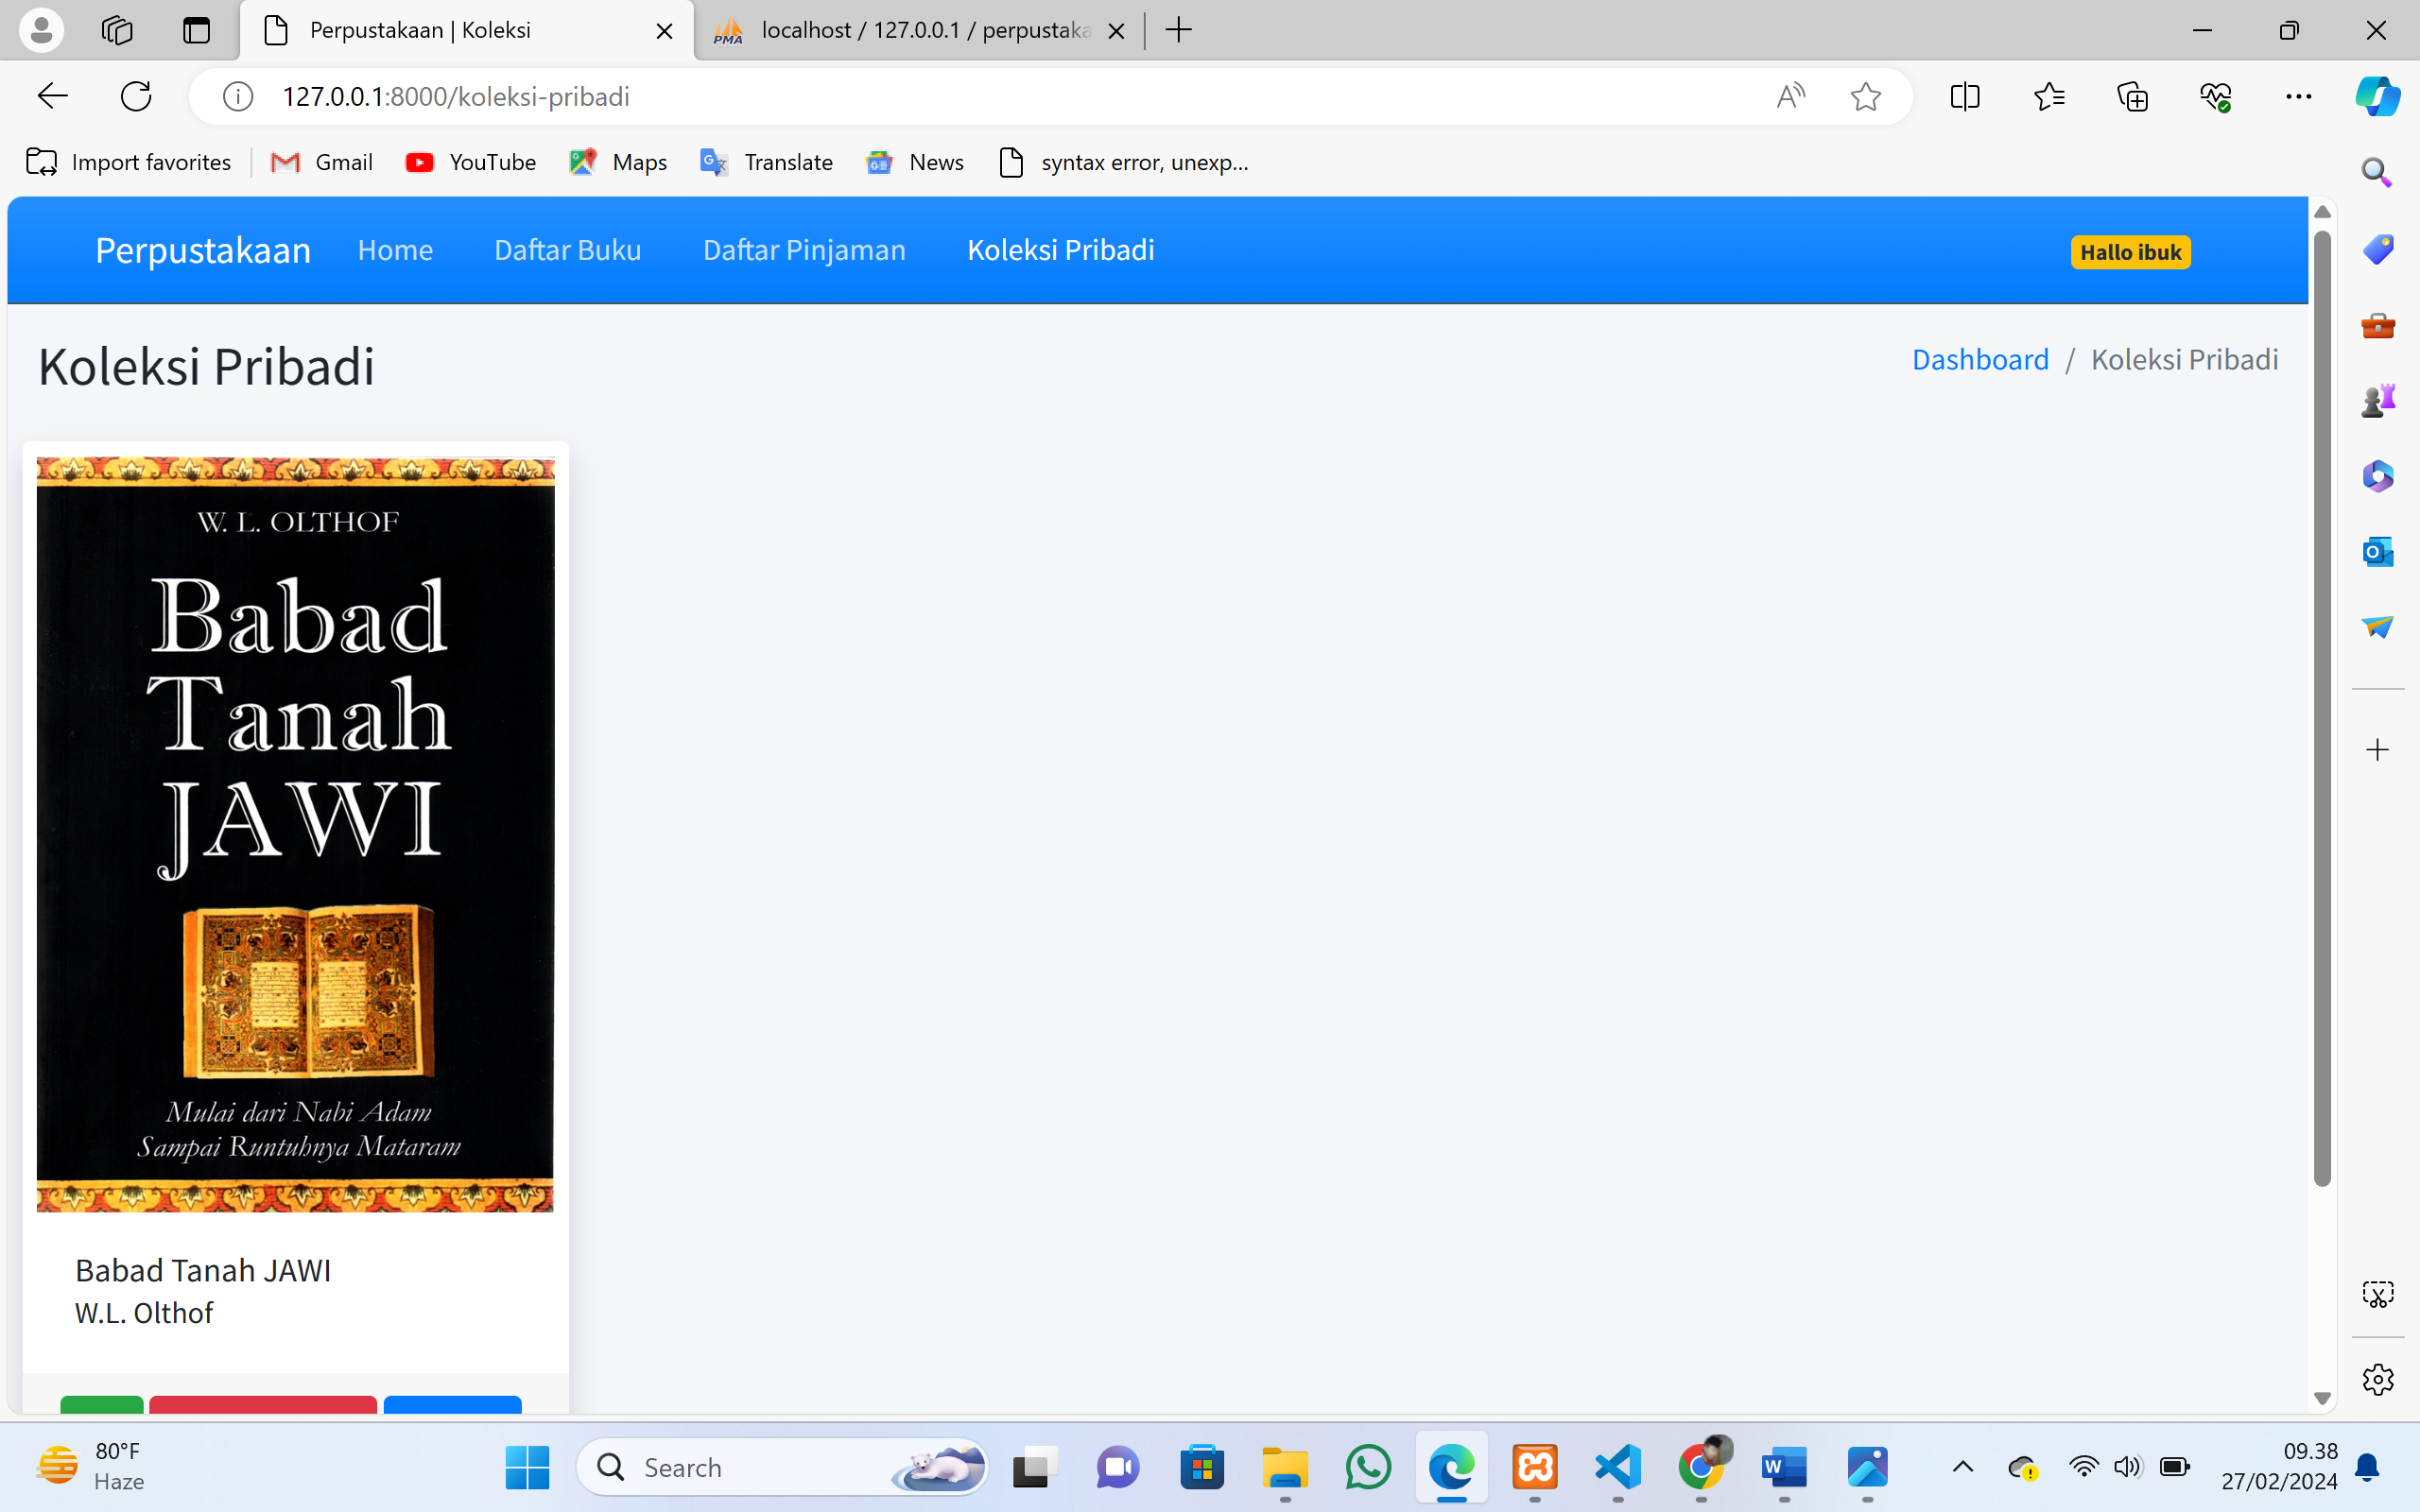 Perpustakaan | Koleksi
PMA
localhost / 127.0.0.1 / perpustaka
127.0.0.1:8000/koleksi-pribadi
Import favorites
Gmail
YouTube
Maps
Translate
News
syntax error, unexp...
Perpustakaan
Home
Daftar Buku
Daftar Pinjaman
Koleksi Pribadi
Hallo ibuk
Koleksi Pribadi
Dashboard / Koleksi Pribadi
W. L. OLTHOF
Babad
Tanah
JAWI
Mulai dari Nabi Adam
Sampai Runtuhnya Mataram
Babad Tanah JAWI
W.L. Olthof
80°F
Haze
Search
09.38
27/02/2024